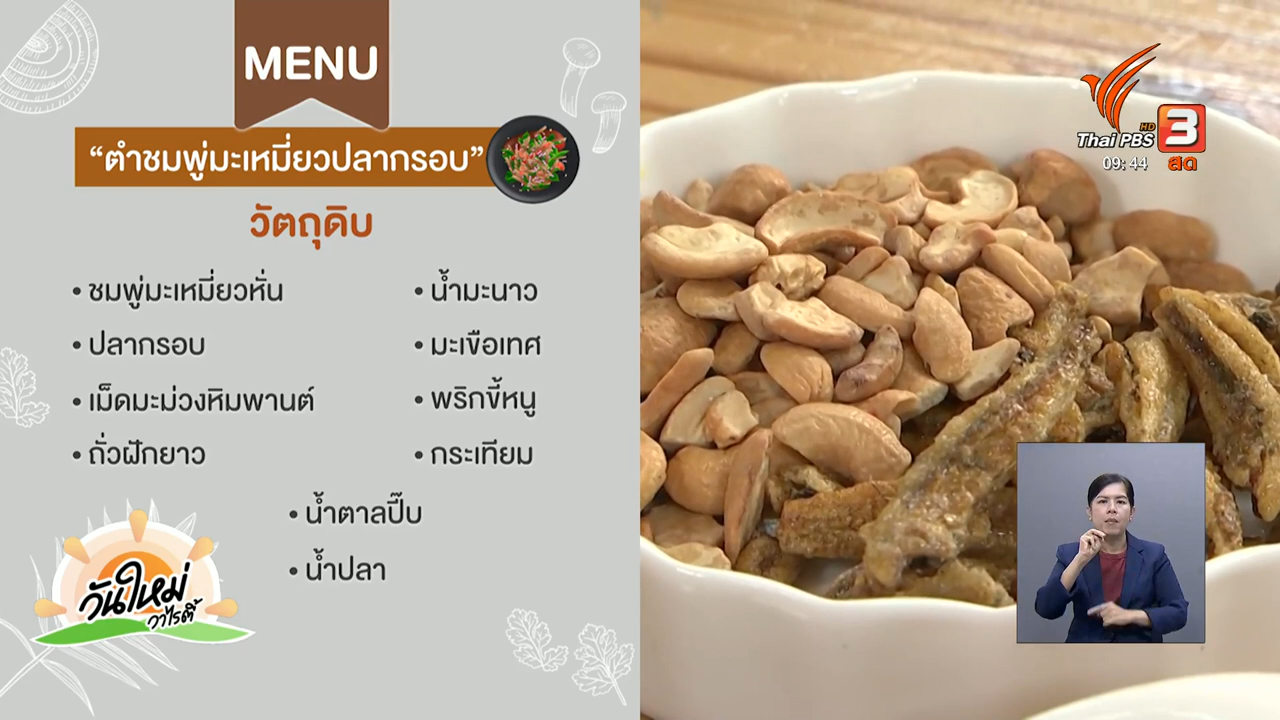 MENU
“ตำชมพู่มะเหมี่ยวปลากรอบ”
วัตถุดิบ
• ชมพู่มะเหมี่ยวหั่น
• ปลากรอบ
• เม็ดมะม่วงหิมพานต์
• ถั่วฝักยาว
• น้ำมะนาว
• มะเขือเทศ
• พริกขี้หนู
• กระเทียม
• น้ำตาลปี๊บ
• น้ำปลา
วันใหม่
วาไรตี้
Thai PBS HD 3
09:44 สด